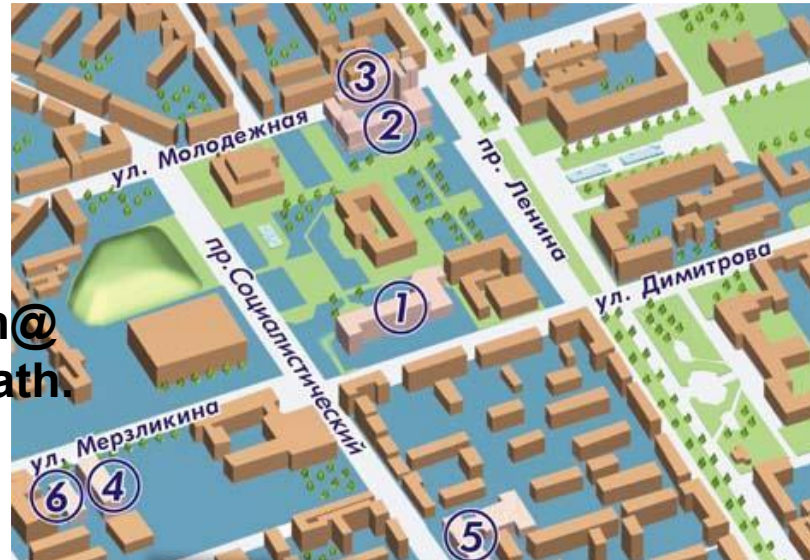 3
2
ул. Молодежная
пр. Ленина
пр.Социалистический
1
ул. Димитрова
@
ath.
ул. Мерзликина
6
4
5